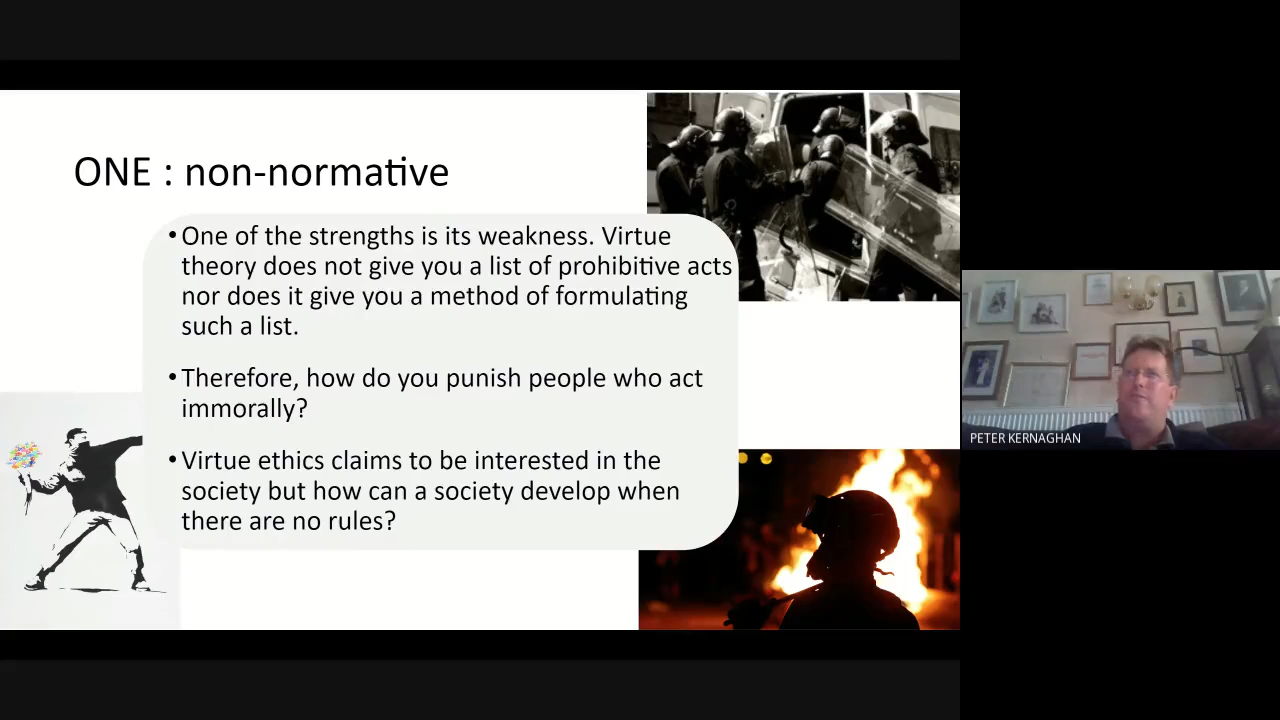 ONE : non-normative
•One of the strengths is its weakness. Virtue
theory does not give you a list of prohibitive acts
nor does it give you a method of formulating
such a list.
•Therefore, how do you punish people who act
immorally?
•Virtue ethics claims to be interested in the
society but how can a society develop when
there are no rules?
PETER KERNAGHAN